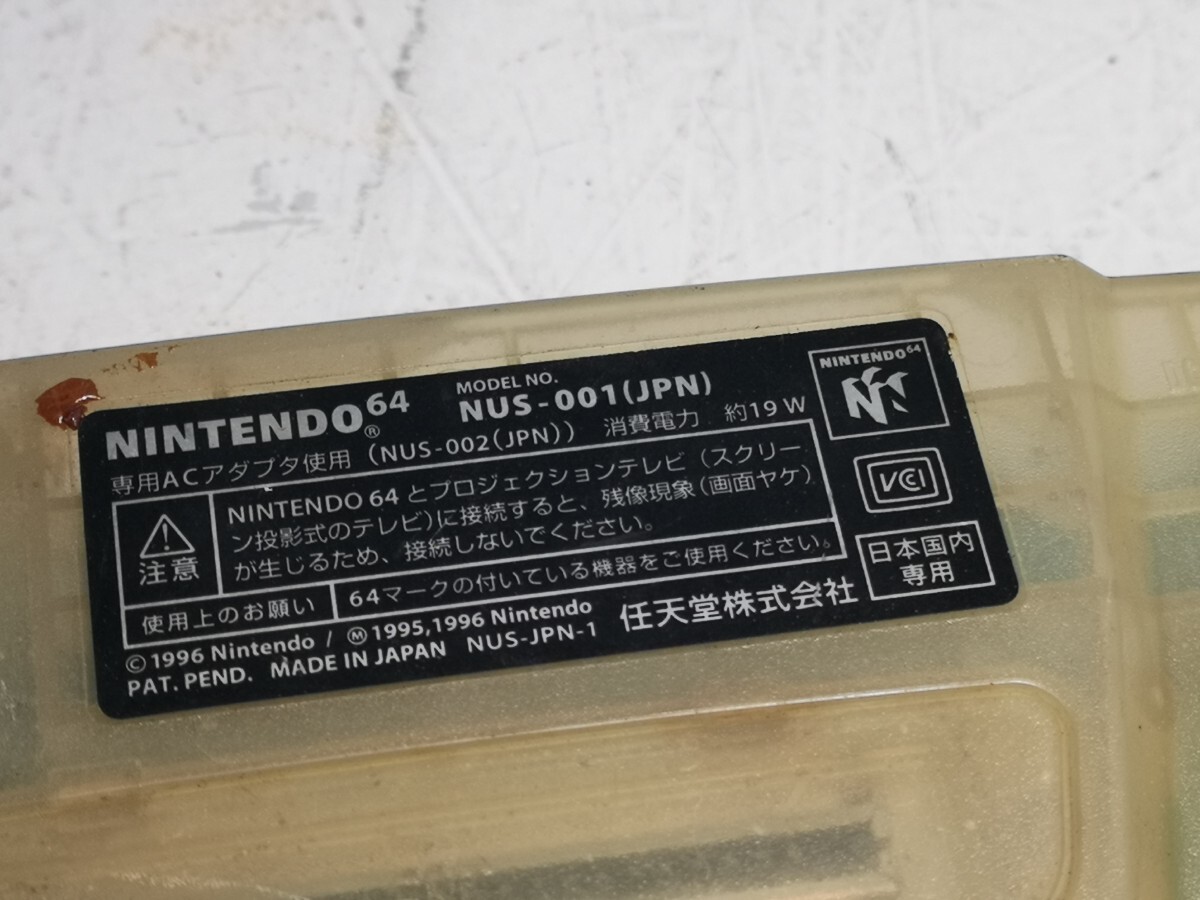 NINTENDO64® MODEL NO. NUS-001(JPN)
専用ACアダプタ使用 (NUS-002(JPN)) 消費電力 約19W
注意
NINTENDO 64 とプロジェクションテレビ (スクリー
ン投影式のテレビ)に接続すると、残像現象(画面ヤケ)
が生じるため、接続しないでください。
使用上のお願い 64マークの付いている機器をご使用ください。
© 1996 Nintendo / Ⓜ 1995,1996 Nintendo
PAT. PEND. MADE IN JAPAN NUS-JPN-1 任天堂株式会社
NINTENDO64
N
VCI
日本国内
専用